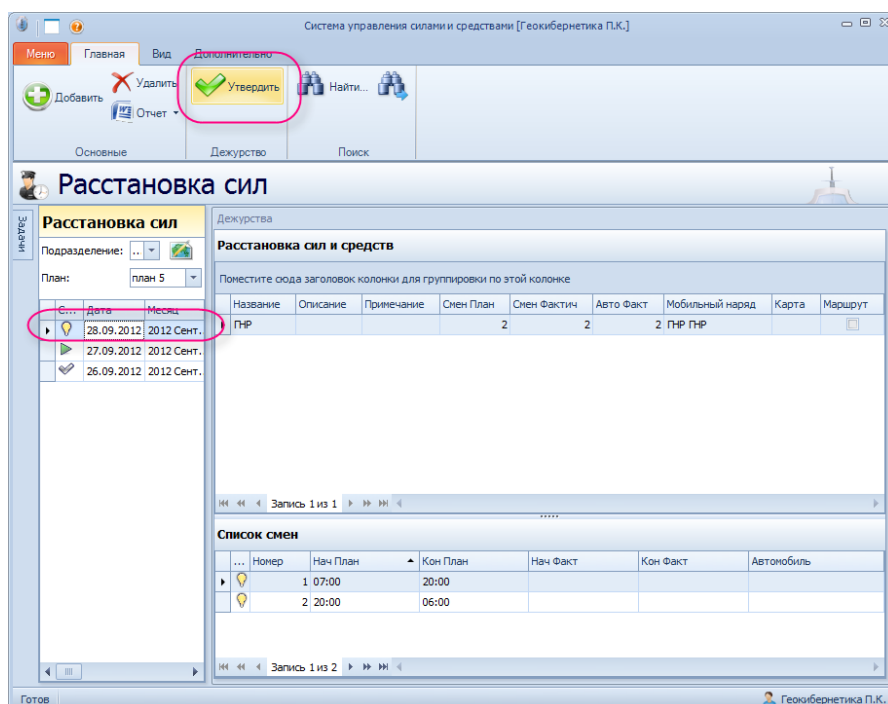 Система управления силами и средствами [Геокибернетика П.К.]
Меню Главная Вид Дополнительно
Добавить Удалить Отчет Утвердить Найти...
Основные Дежурство Поиск
Расстановка сил
Задачи
Расстановка сил
Подразделение: ..
План: план 5
С... Дата Месяц
28.09.2012 2012 Сент.
27.09.2012 2012 Сент.
26.09.2012 2012 Сент.
Дежурства
Расстановка сил и средств
Поместите сюда заголовок колонки для группировки по этой колонке
Название Описание Примечание Смен План Смен Фактич Авто Факт Мобильный наряд Карта Маршрут
ПНР 2 2 2 ПНР ПНР
Запись 1 из 1
Список смен
... Номер Нач План Кон План Нач Факт Кон Факт Автомобиль
1 07:00 20:00
2 20:00 06:00
Запись 1 из 2
Готов Геокибернетика П.К.